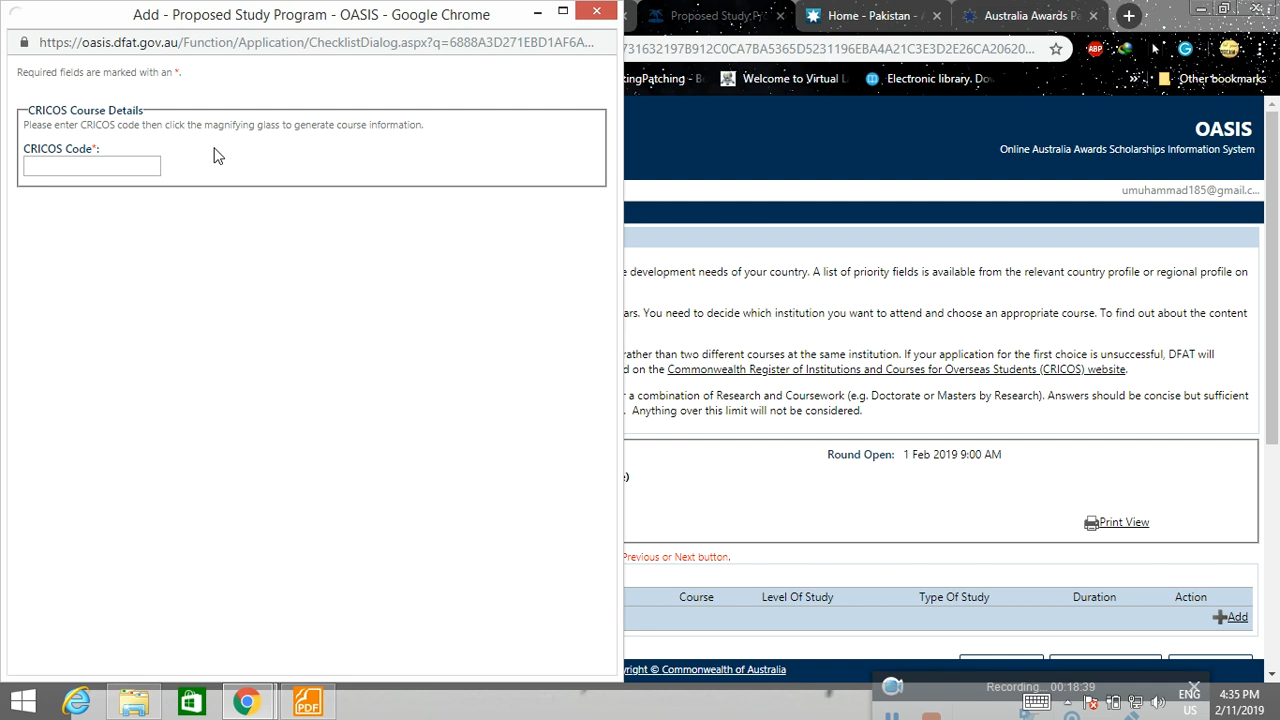 Add - Proposed Study Program - OASIS - Google Chrome
Proposed Study Pr
Home - Pakistan -
Australia Awards P
https://oasis.dfat.gov.au/Function/Application/ChecklistDialog.aspx?q=6888A3D271EBD1AF6A...
731632197B912C0CA7BA5365D5231196EBA4A21C3E3D2E26CA20620...
ABP
kingPatching - B
Welcome to Virtual L
Electronic library. Do
»
Other bookmarks
Required fields are marked with an *.
CRICOS Course Details
Please enter CRICOS code then click the magnifying glass to generate course information.
CRICOS Code*:
OASIS
Online Australia Awards Scholarships Information System
umuhammad185@gmail.c...
e development needs of your country. A list of priority fields is available from the relevant country profile or regional profile on
ars. You need to decide which institution you want to attend and choose an appropriate course. To find out about the content
rather than two different courses at the same institution. If your application for the first choice is unsuccessful, DFAT will
d on the Commonwealth Register of Institutions and Courses for Overseas Students (CRICOS) website.
r a combination of Research and Coursework (e.g. Doctorate or Masters by Research). Answers should be concise but sufficient
. Anything over this limit will not be considered.
Round Open: 1 Feb 2019 9:00 AM
e)
Print View
Previous or Next button.
Course Level Of Study Type Of Study Duration Action
Add
yright © Commonwealth of Australia
Recording... 00:18:39
PDF
ENG
US
4:35 PM
2/11/2019